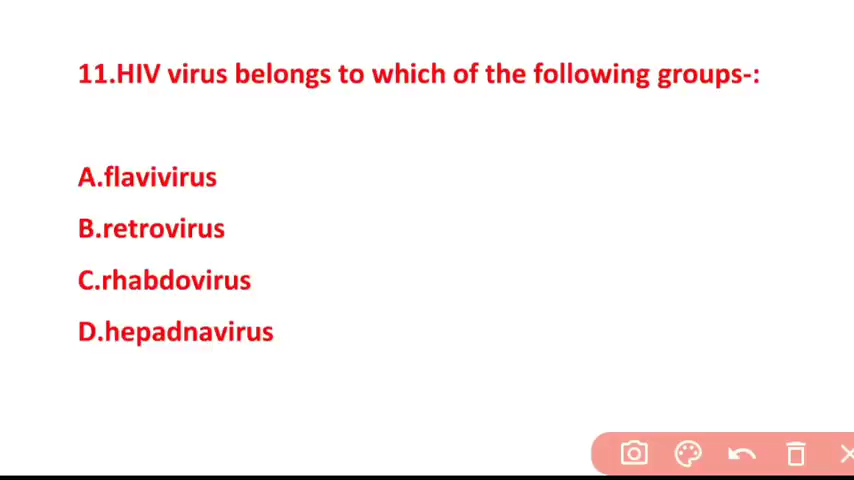 11.HIV virus belongs to which of the following groups-:
A.flavivirus
B.retrovirus
C.rhabdovirus
D.hepadnavirus